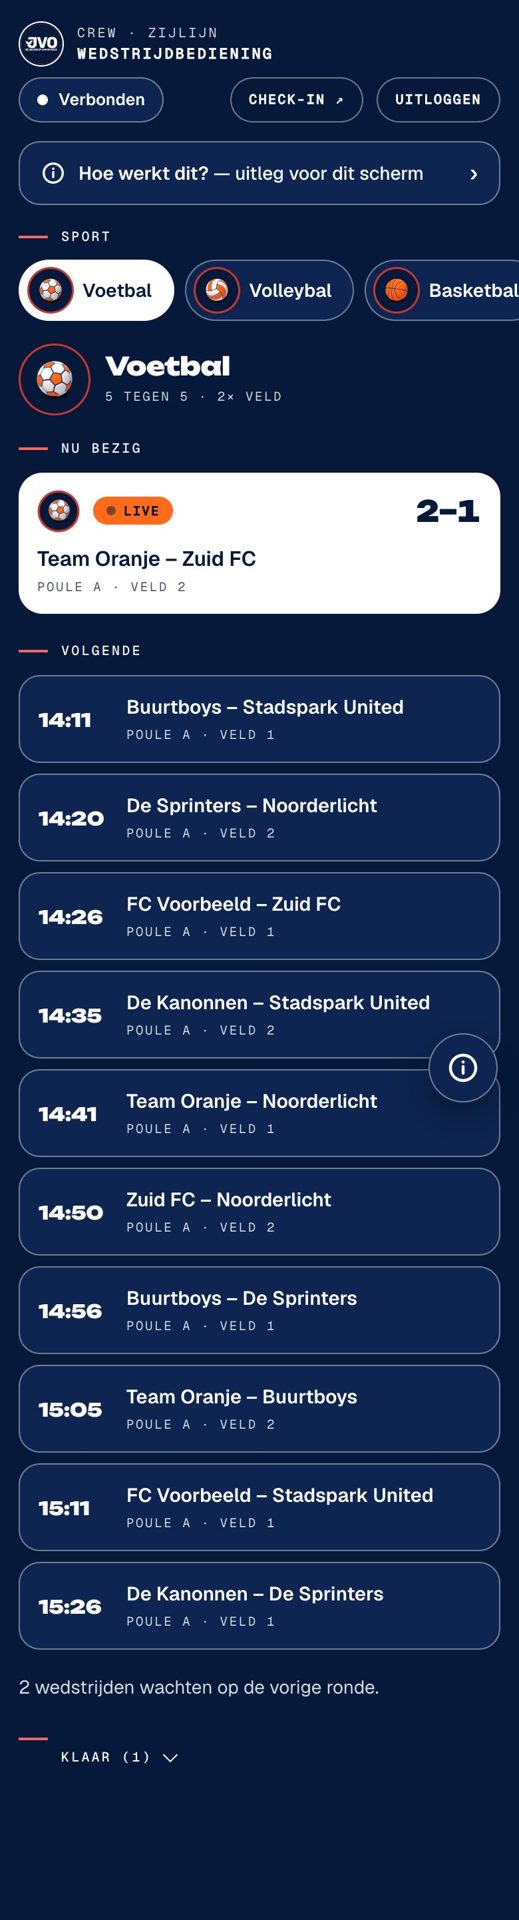 JVO
CREW · ZIJLIJN
WEDSTRIJDBEDIENING
Verbonden
CHECK-IN ↗
UITLOGGEN
Hoe werkt dit? — uitleg voor dit scherm
SPORT
Voetbal
Volleybal
Basketbal
Voetbal
5 TEGEN 5 · 2× VELD
NU BEZIG
LIVE
2–1
Team Oranje – Zuid FC
POULE A · VELD 2
VOLGENDE
14:11
Buurtboys – Stadspark United
POULE A · VELD 1
14:20
De Sprinters – Noorderlicht
POULE A · VELD 2
14:26
FC Voorbeeld – Zuid FC
POULE A · VELD 1
14:35
De Kanonnen – Stadspark United
POULE A · VELD 2
14:41
Team Oranje – Noorderlicht
POULE A · VELD 1
14:50
Zuid FC – Noorderlicht
POULE A · VELD 2
14:56
Buurtboys – De Sprinters
POULE A · VELD 1
15:05
Team Oranje – Buurtboys
POULE A · VELD 2
15:11
FC Voorbeeld – Stadspark United
POULE A · VELD 1
15:26
De Kanonnen – De Sprinters
POULE A · VELD 1
2 wedstrijden wachten op de vorige ronde.
KLAAR (1)